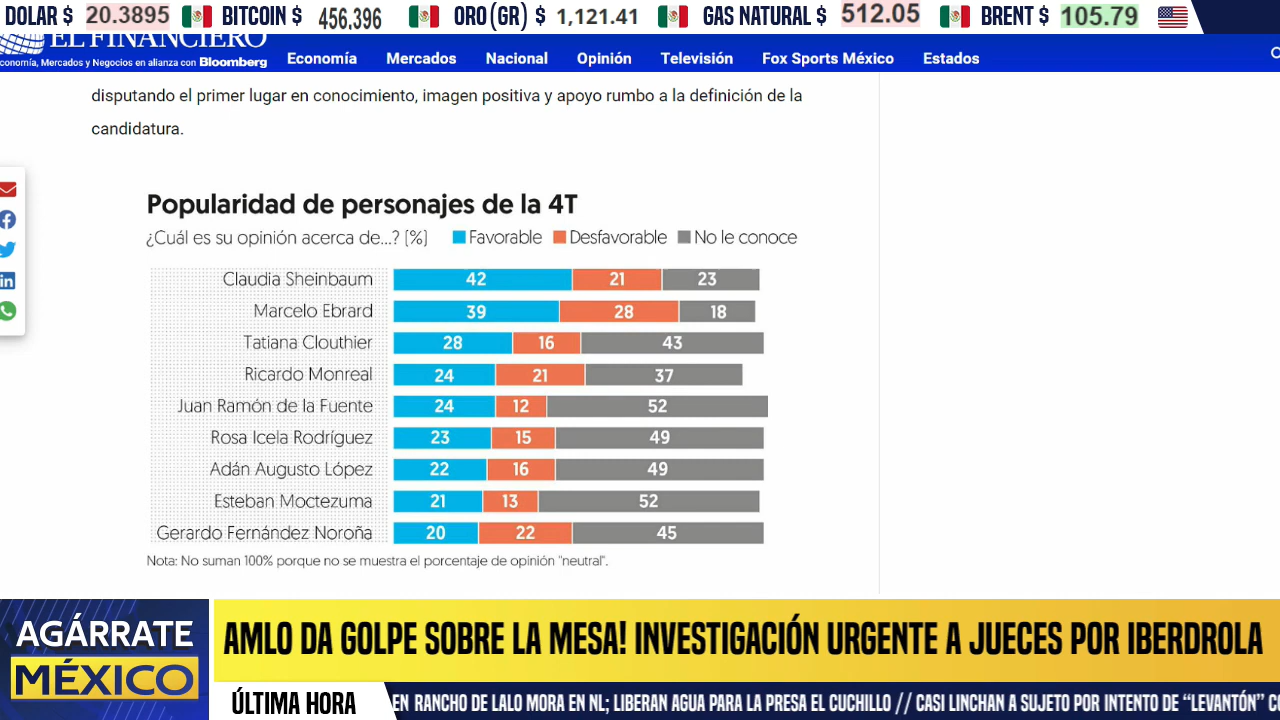 DOLAR $ 20.3895 BITCOIN $ 456,396 ORO(GR) $ 1,121.41 GAS NATURAL $ 512.05 BRENT $ 105.79
EL FINANCIERO
conomía, Mercados y Negocios en alianza con Bloomberg
Economía Mercados Nacional Opinión Televisión Fox Sports México Estados
disputando el primer lugar en conocimiento, imagen positiva y apoyo rumbo a la definición de la
candidatura.
Popularidad de personajes de la 4T
¿Cuál es su opinión acerca de...? [%] Favorable Desfavorable No le conoce
Claudia Sheinbaum 42 21 23
Marcelo Ebrard 39 28 18
Tatiana Clouthier 28 16 43
Ricardo Monreal 24 21 37
Juan Ramón de la Fuente 24 12 52
Rosa Icela Rodríguez 23 15 49
Adán Augusto López 22 16 49
Esteban Moctezuma 21 13 52
Gerardo Fernández Noroña 20 22 45
Nota: No suman 100% porque no se muestra el porcentaje de opinión "neutral".
AGÁRRATE
MÉXICO
AMLO DA GOLPE SOBRE LA MESA! INVESTIGACIÓN URGENTE A JUECES POR IBERDROLA
ÚLTIMA HORA
EN RANCHO DE LALO MORA EN NL; LIBERAN AGUA PARA LA PRESA EL CUCHILLO // CASI LINCHAN A SUJETO POR INTENTO DE “LEVANTÓN” C